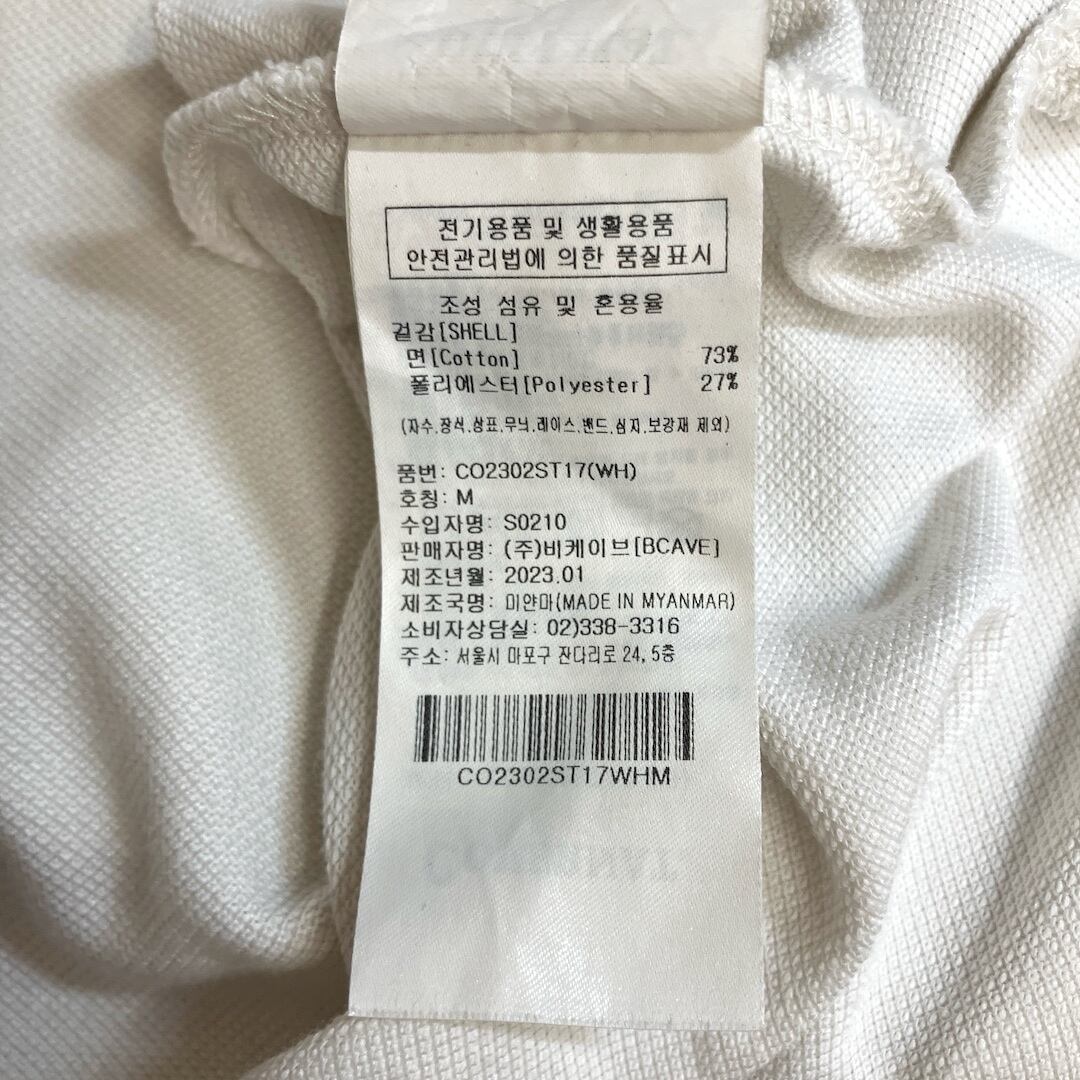 전기용품 및 생활용품
안전관리법에 의한 품질표시
조성 섬유 및 혼용율
겉감[SHELL]
면[Cotton] 73%
폴리에스터[Polyester] 27%
(자수.장식.상표.무늬.레이스.밴드.심지.보강재 제외)
품번: CO2302ST17(WH)
호칭: M
수입자명: S0210
판매자명: (주)비케이브[BCAVE]
제조년월: 2023.01
제조국명: 미얀마(MADE IN MYANMAR)
소비자상담실: 02)338-3316
주소: 서울시 마포구 잔다리로 24, 5층
CO2302ST17WHM